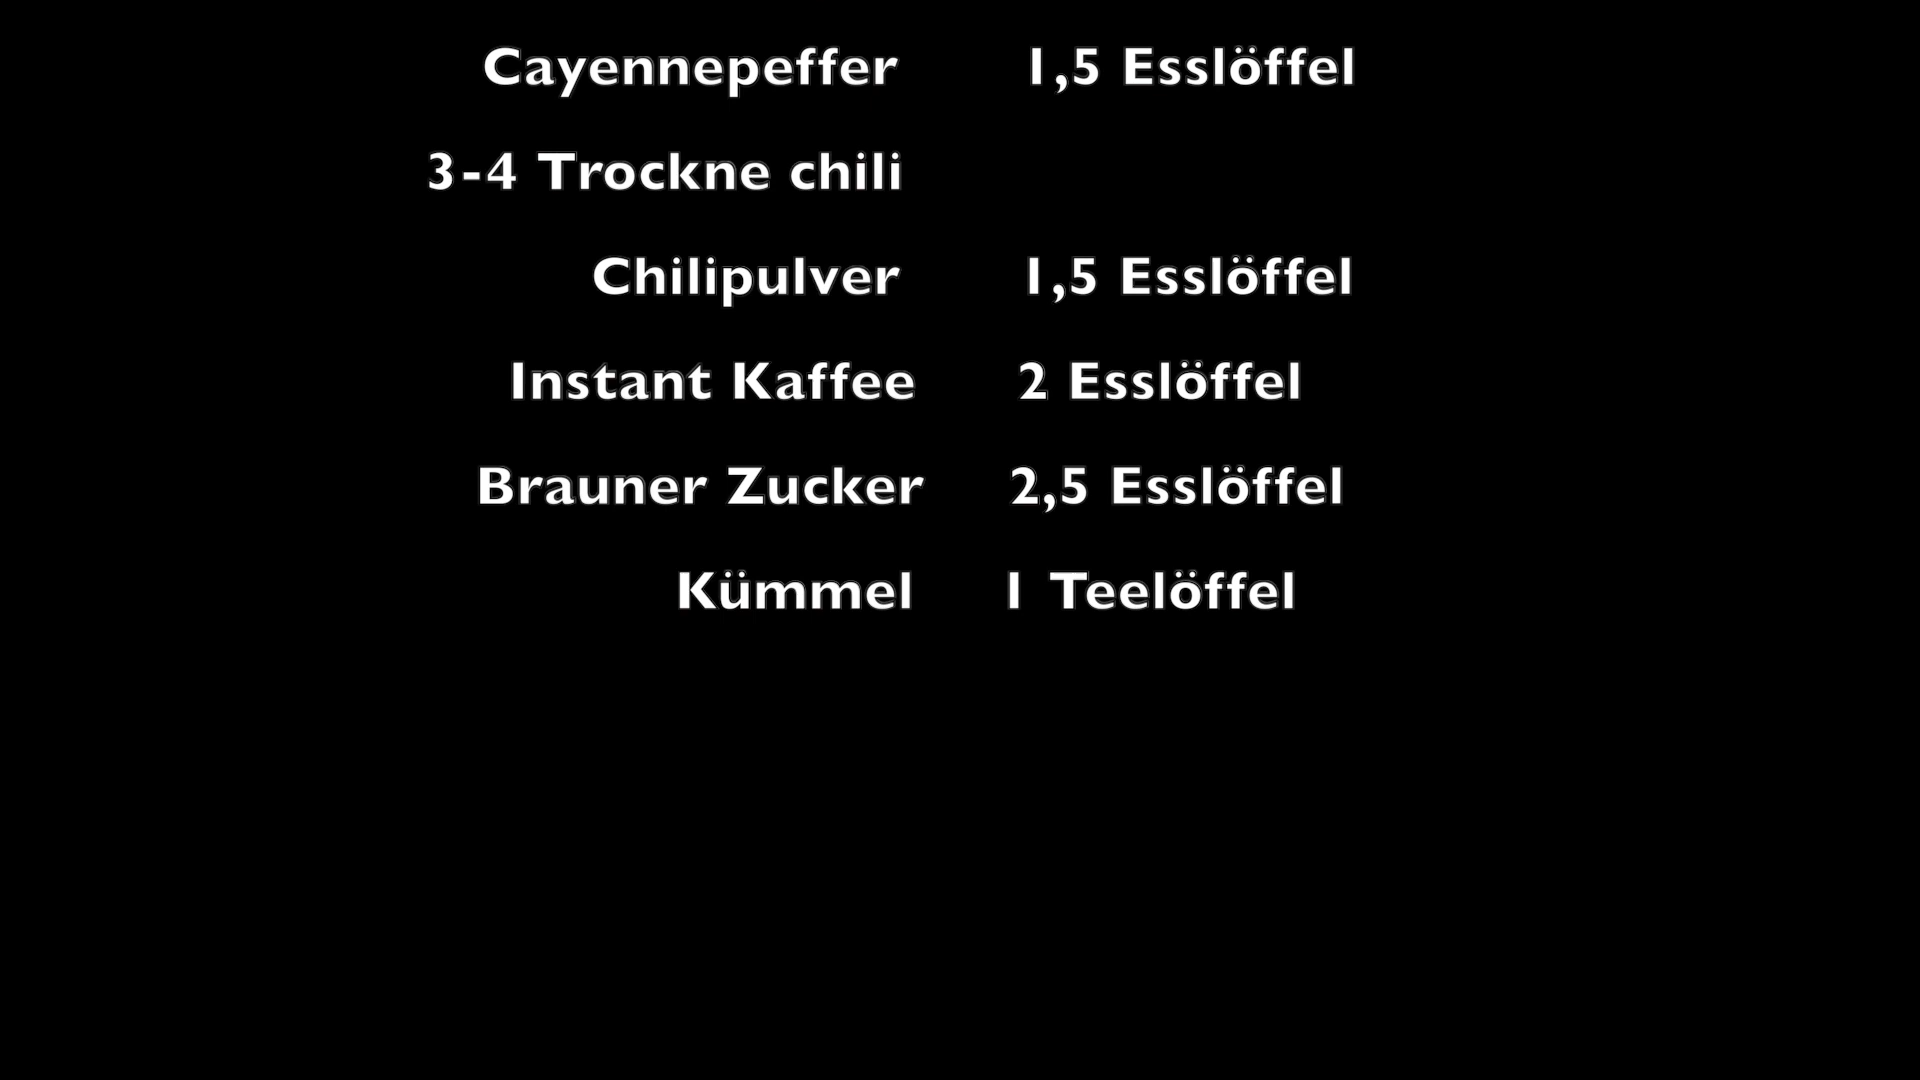 Cayennepeffer 1,5 Esslöffel
3-4 Trockne chili
Chilipulver 1,5 Esslöffel
Instant Kaffee 2 Esslöffel
Brauner Zucker 2,5 Esslöffel
Kümmel 1 Teelöffel